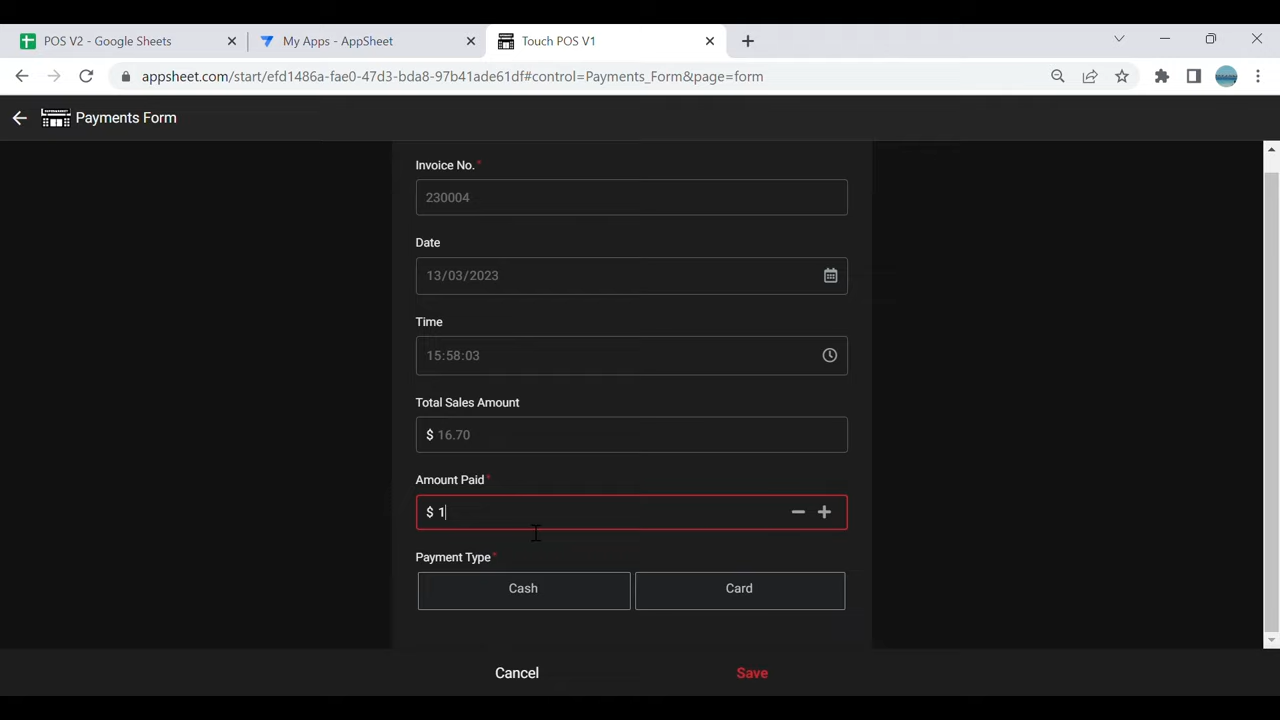 POS V2 - Google Sheets
My Apps - AppSheet
Touch POS V1
appsheet.com/start/efd1486a-fae0-47d3-bda8-97b41ade61df#control=Payments_Form&page=form
Payments Form
Invoice No.*
230004
Date
13/03/2023
Time
15:58:03
Total Sales Amount
$ 16.70
Amount Paid*
$ 1
Payment Type*
Cash
Card
Cancel
Save